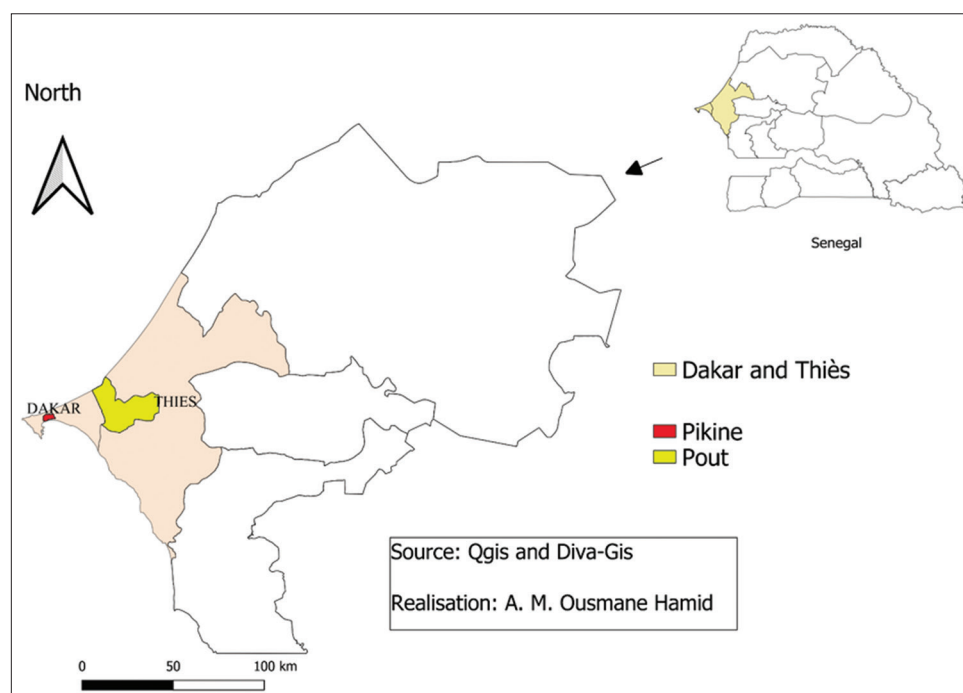 North
Senegal
DAKAR
THIES
Dakar and Thiès
Pikine
Pout
Source: Qgis and Diva-Gis
Realisation: A. M. Ousmane Hamid
0 50 100 km